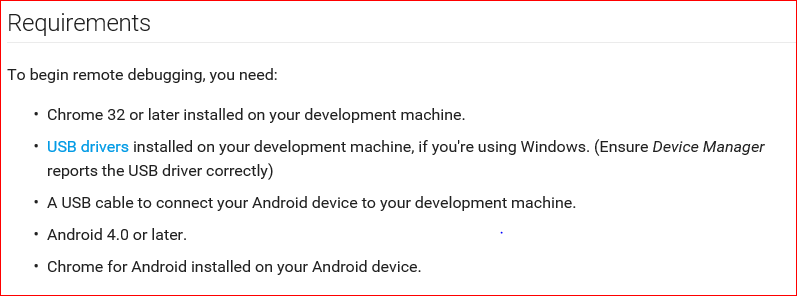 Requirements
To begin remote debugging, you need:
• Chrome 32 or later installed on your development machine.
• USB drivers installed on your development machine, if you're using Windows. (Ensure Device Manager
reports the USB driver correctly)
• A USB cable to connect your Android device to your development machine.
• Android 4.0 or later.
• Chrome for Android installed on your Android device.